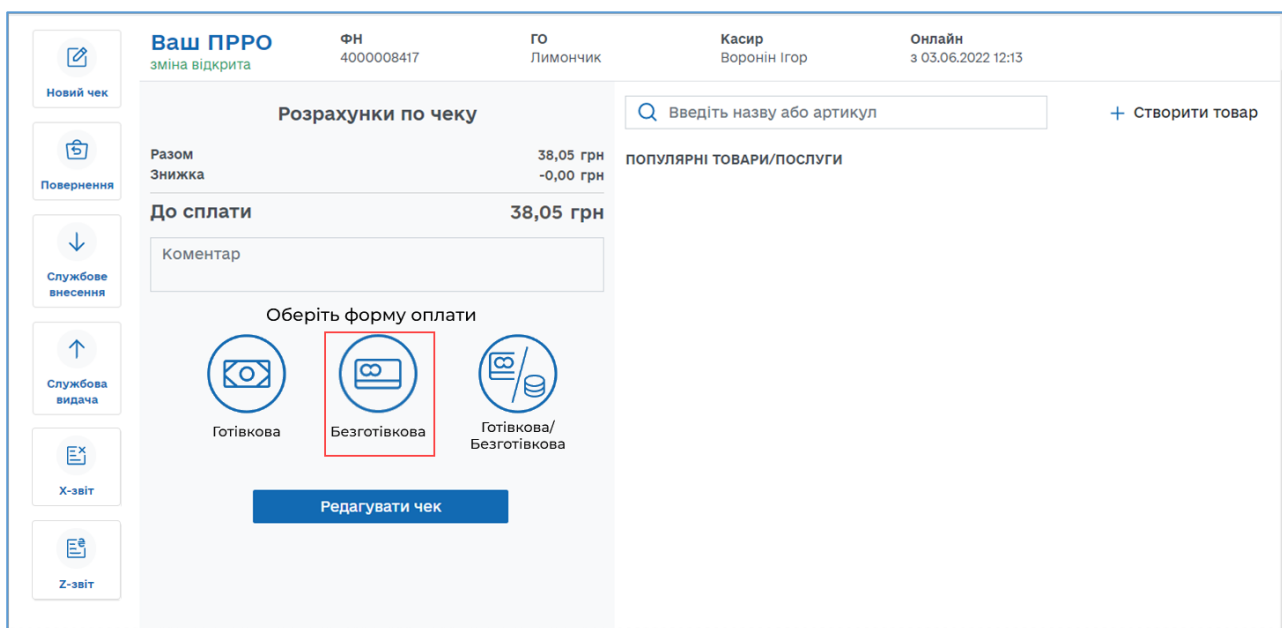 Новий чек
Повернення
Службове
внесення
Службова
видача
X-звіт
Z-звіт
Ваш ПРРО
зміна відкрита
ФН
4000008417
ГО
Лимончик
Касир
Воронін Ігор
Онлайн
з 03.06.2022 12:13
Розрахунки по чеку
Разом 38,05 грн
Знижка -0,00 грн
До сплати 38,05 грн
Коментар
Оберіть форму оплати
Готівкова
Безготівкова
Готівкова/
Безготівкова
Редагувати чек
Введіть назву або артикул
+ Створити товар
ПОПУЛЯРНІ ТОВАРИ/ПОСЛУГИ